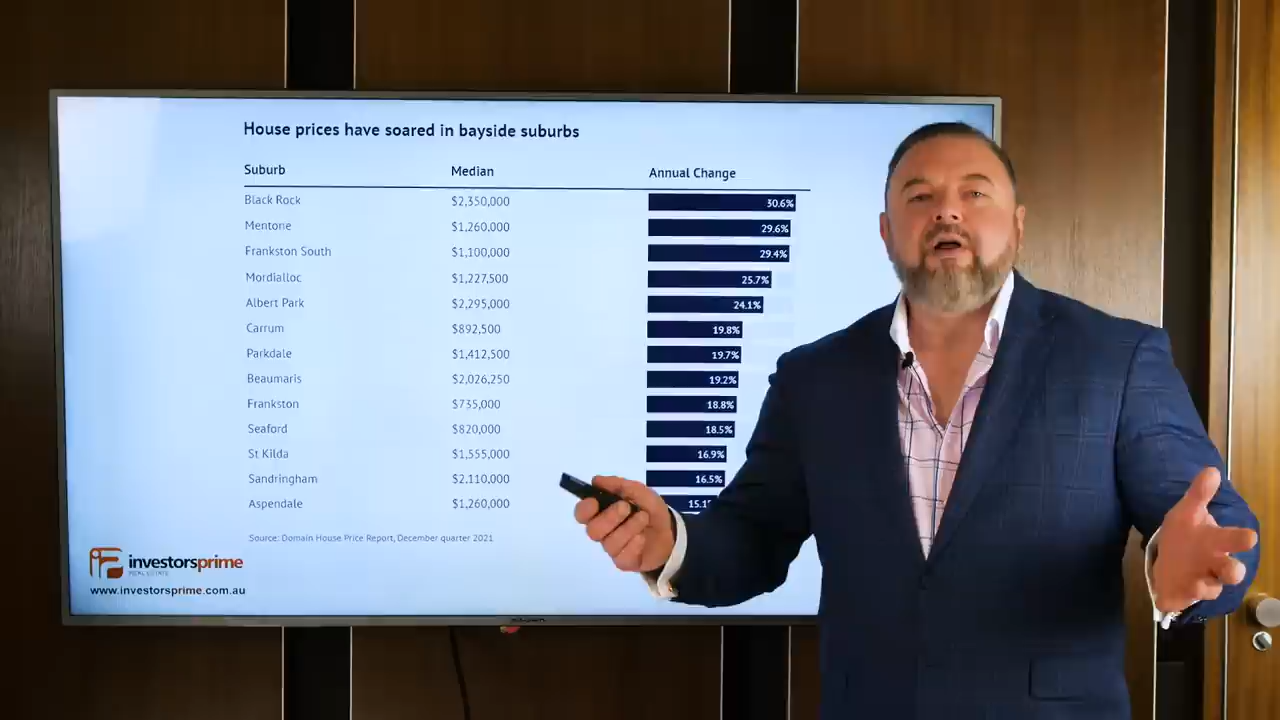 House prices have soared in bayside suburbs
Suburb Median Annual Change
Black Rock $2,350,000 30.6%
Mentone $1,260,000 29.6%
Frankston South $1,100,000 29.4%
Mordialloc $1,227,500 25.7%
Albert Park $2,295,000 24.1%
Carrum $892,500 19.8%
Parkdale $1,412,500 19.7%
Beaumaris $2,026,250 19.2%
Frankston $735,000 18.8%
Seaford $820,000 18.5%
St Kilda $1,555,000 16.9%
Sandringham $2,110,000 16.5%
Aspendale $1,260,000
Source: Domain House Price Report, December quarter 2021
investorsprime
REAL ESTATE
www.investorsprime.com.au